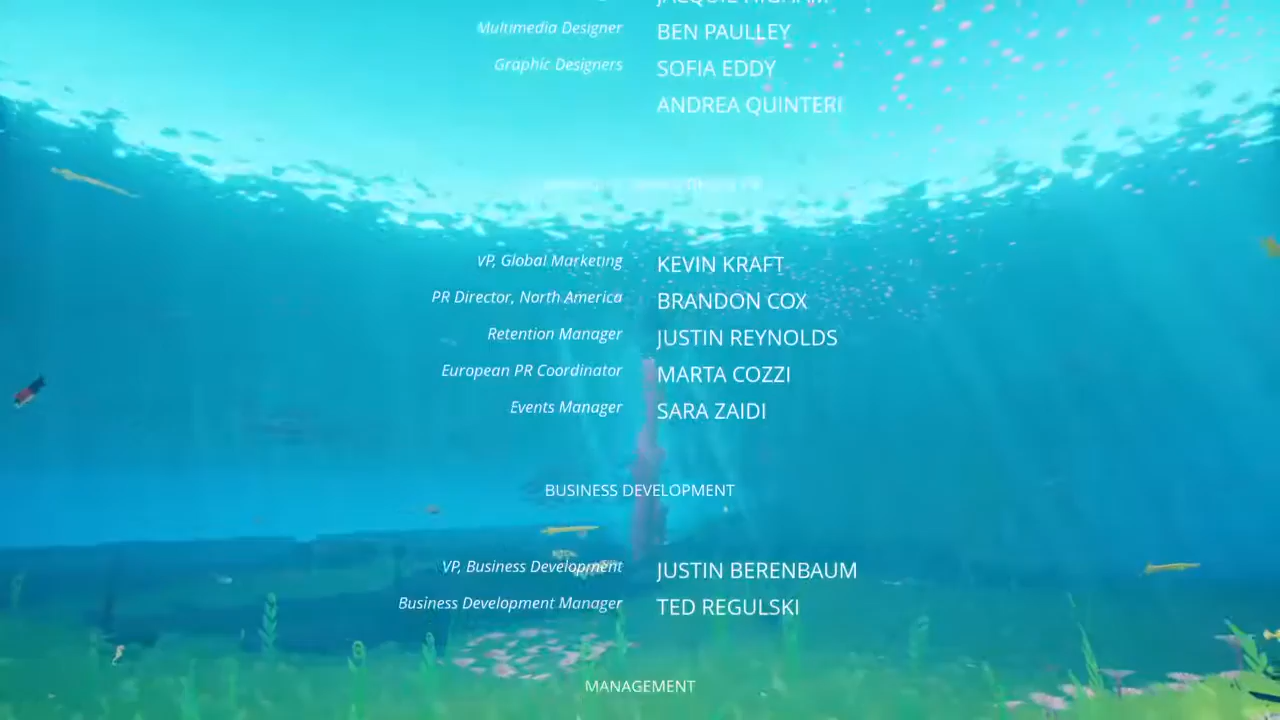 Multimedia Designer BEN PAULLEY
Graphic Designers SOFIA EDDY
ANDREA QUINTERI
VP, Global Marketing KEVIN KRAFT
PR Director, North America BRANDON COX
Retention Manager JUSTIN REYNOLDS
European PR Coordinator MARTA COZZI
Events Manager SARA ZAIDI
BUSINESS DEVELOPMENT
VP, Business Development JUSTIN BERENBAUM
Business Development Manager TED REGULSKI
MANAGEMENT